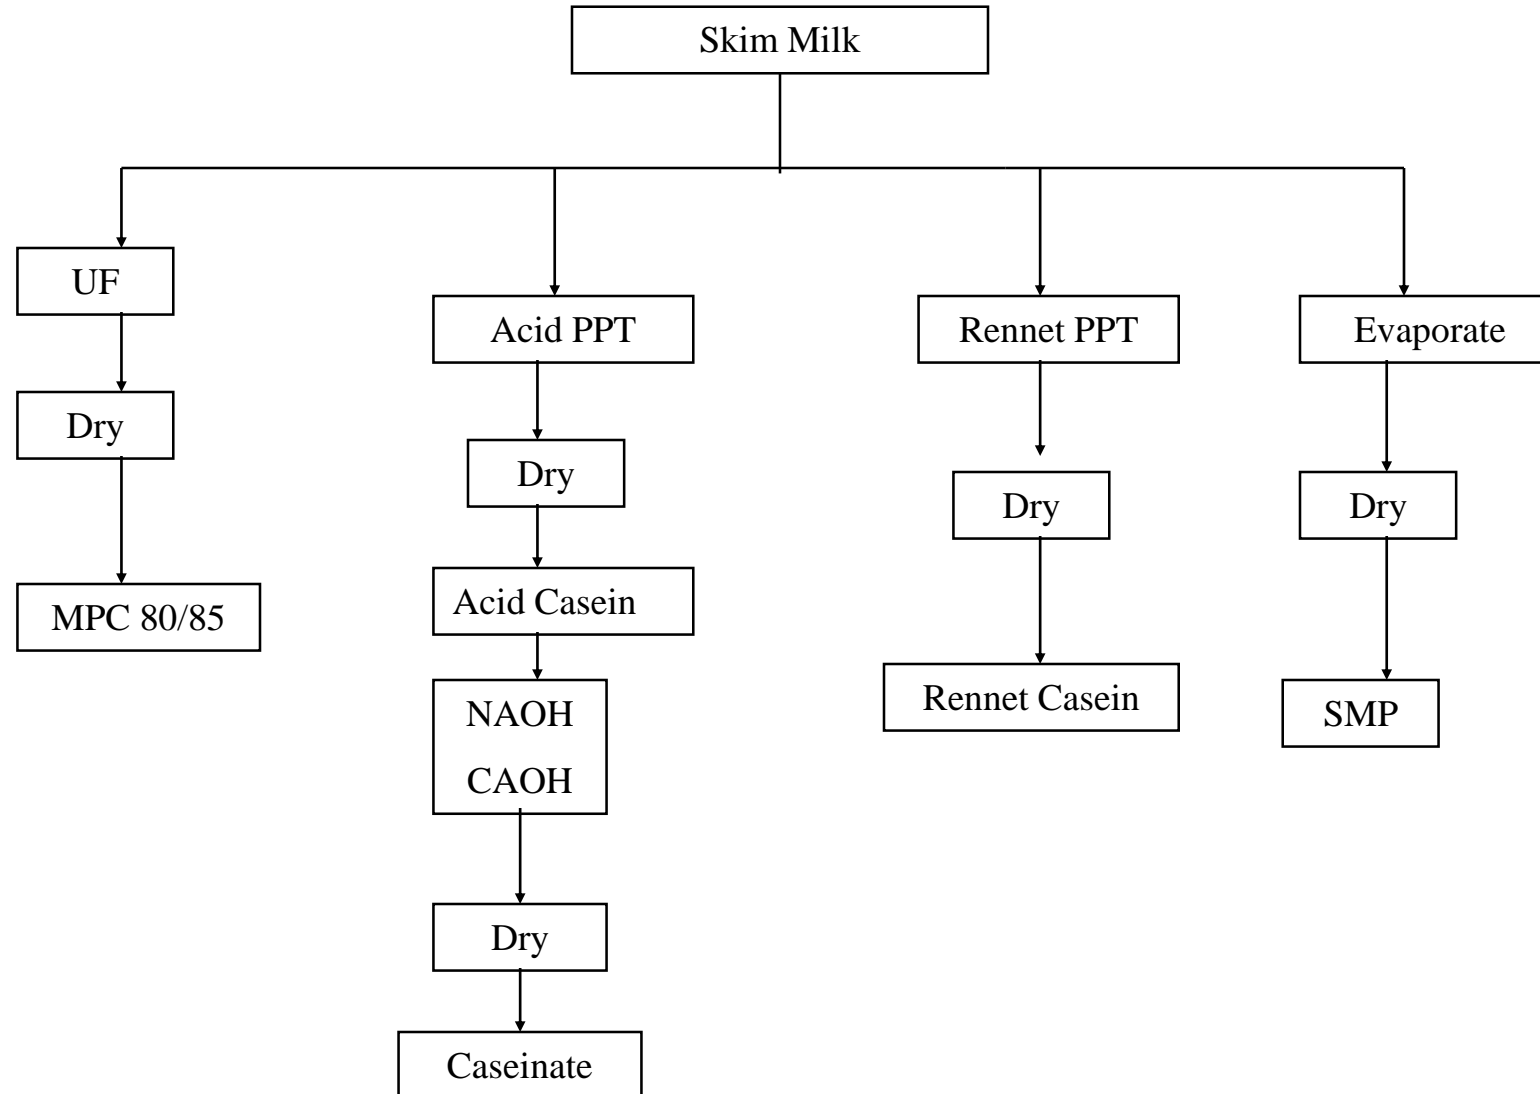 Skim Milk
UF
Acid PPT
Rennet PPT
Evaporate
Dry
Dry
Dry
Dry
Acid Casein
MPC 80/85
Rennet Casein
NAOH
CAOH
SMP
Dry
Caseinate